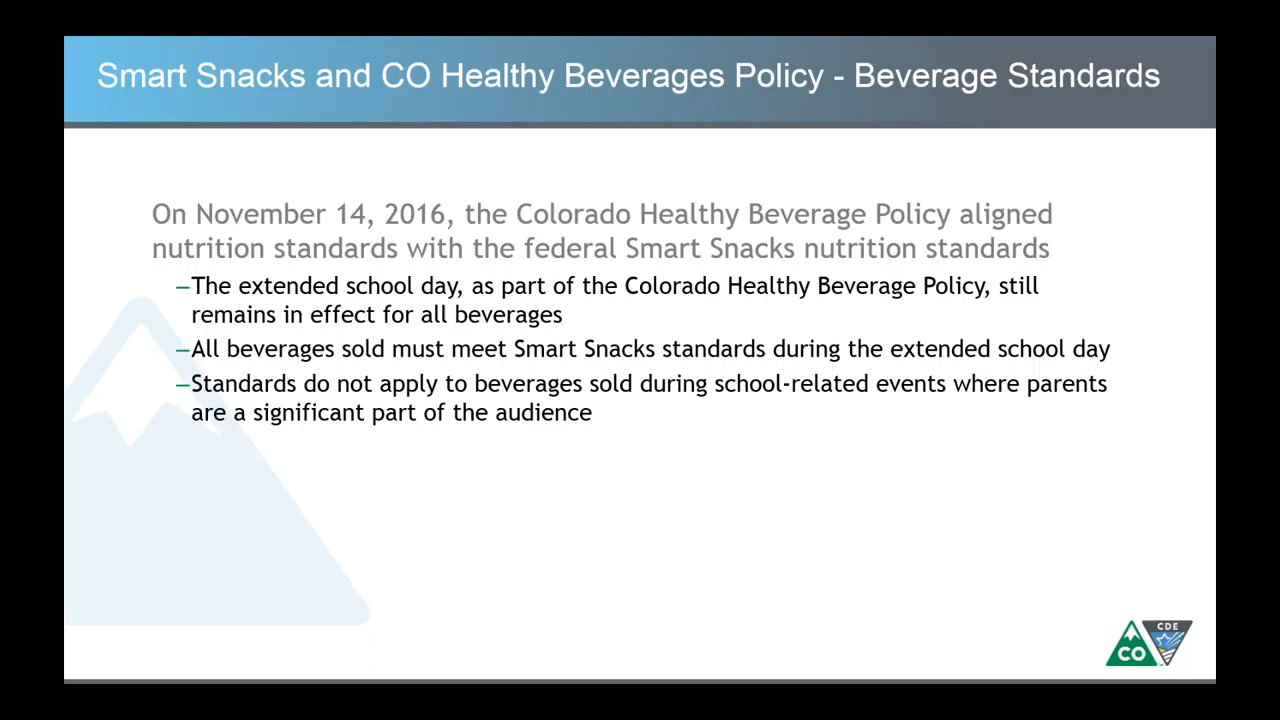 Smart Snacks and CO Healthy Beverages Policy - Beverage Standards
On November 14, 2016, the Colorado Healthy Beverage Policy aligned
nutrition standards with the federal Smart Snacks nutrition standards
–The extended school day, as part of the Colorado Healthy Beverage Policy, still
remains in effect for all beverages
–All beverages sold must meet Smart Snacks standards during the extended school day
–Standards do not apply to beverages sold during school-related events where parents
are a significant part of the audience
CO
CDE